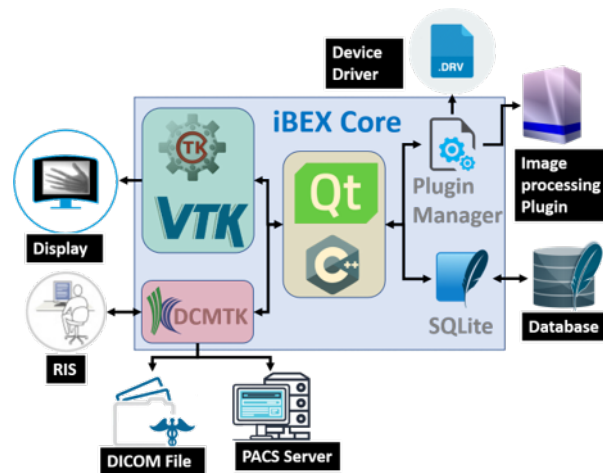 Device
Driver
.DRV
iBEX Core
CTK
VTK
Qt
C++
Plugin
Manager
Image
processing
Plugin
Display
DCMTK
SQLite
Database
RIS
DICOM File
PACS Server